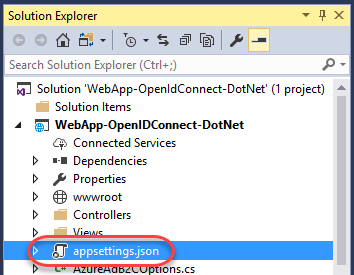 Solution Explorer
Search Solution Explorer (Ctrl+;)
Solution 'WebApp-OpenIdConnect-DotNet' (1 project)
Solution Items
WebApp-OpenIDConnect-DotNet
Connected Services
Dependencies
Properties
wwwroot
Controllers
Views
appsettings.json
C# AzureAdB2COptions.cs